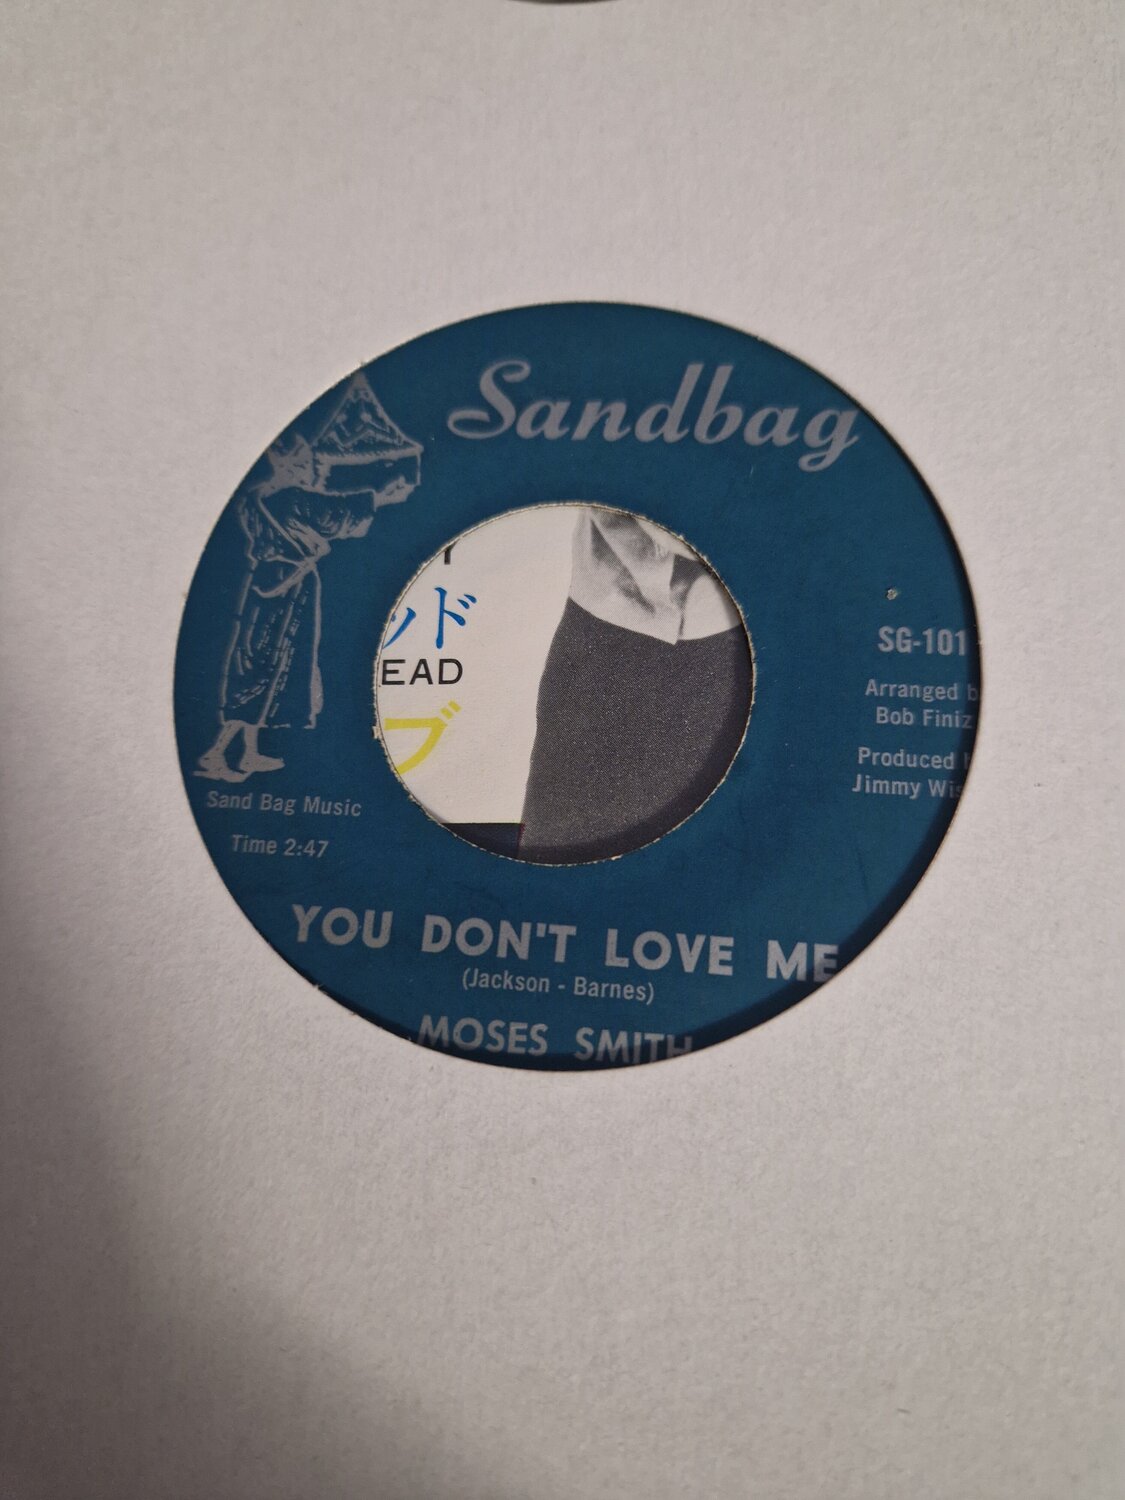 Sandbag
SG-101
Arranged
Bob Finiz
Produced
Jimmy Wis
Sand Bag Music
Time 2:47
YOU DON'T LOVE ME
(Jackson - Barnes)
MOSES SMITH
ッド
EAD
ブ